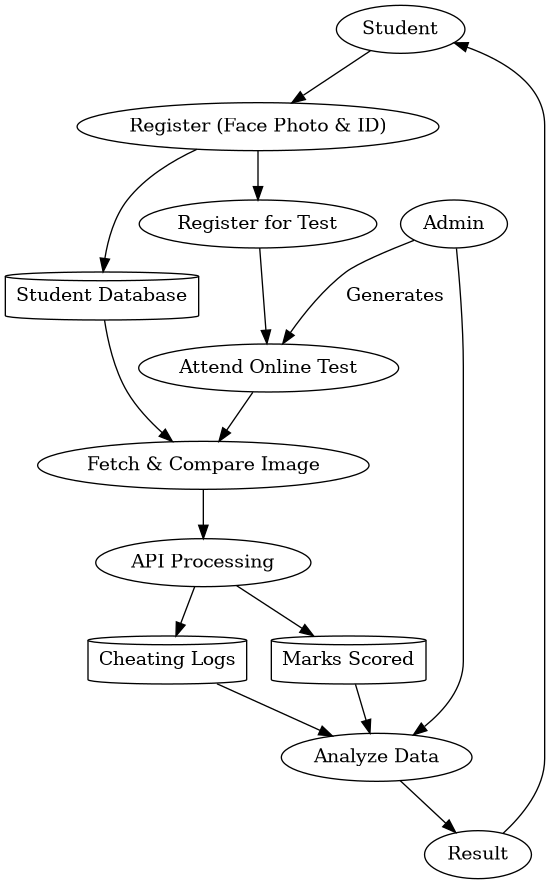 Student
Register (Face Photo & ID)
Register for Test
Admin
Student Database
Generates
Attend Online Test
Fetch & Compare Image
API Processing
Cheating Logs
Marks Scored
Analyze Data
Result